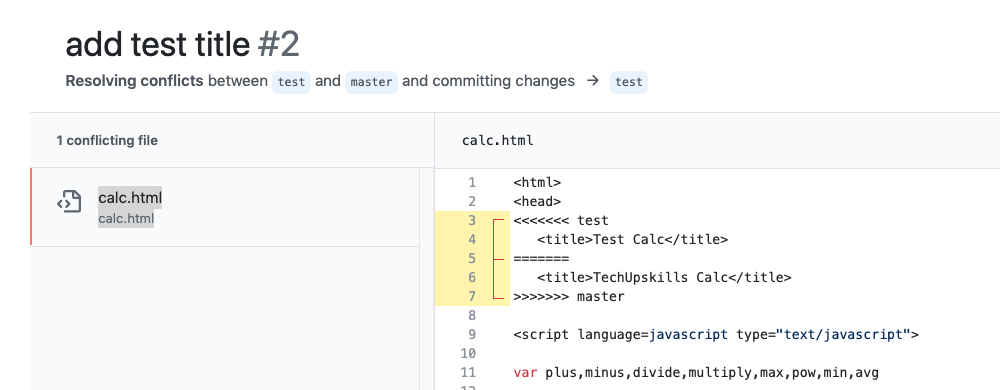 add test title #2
Resolving conflicts between test and master and committing changes → test
1 conflicting file
calc.html
calc.html
calc.html
1 <html>
2 <head>
3 <<<<<<< test
4    <title>Test Calc</title>
5 =======
6    <title>TechUpskills Calc</title>
7 >>>>>>> master
8
9 <script language=javascript type="text/javascript">
10
11 var plus,minus,divide,multiply,max,pow,min,avg